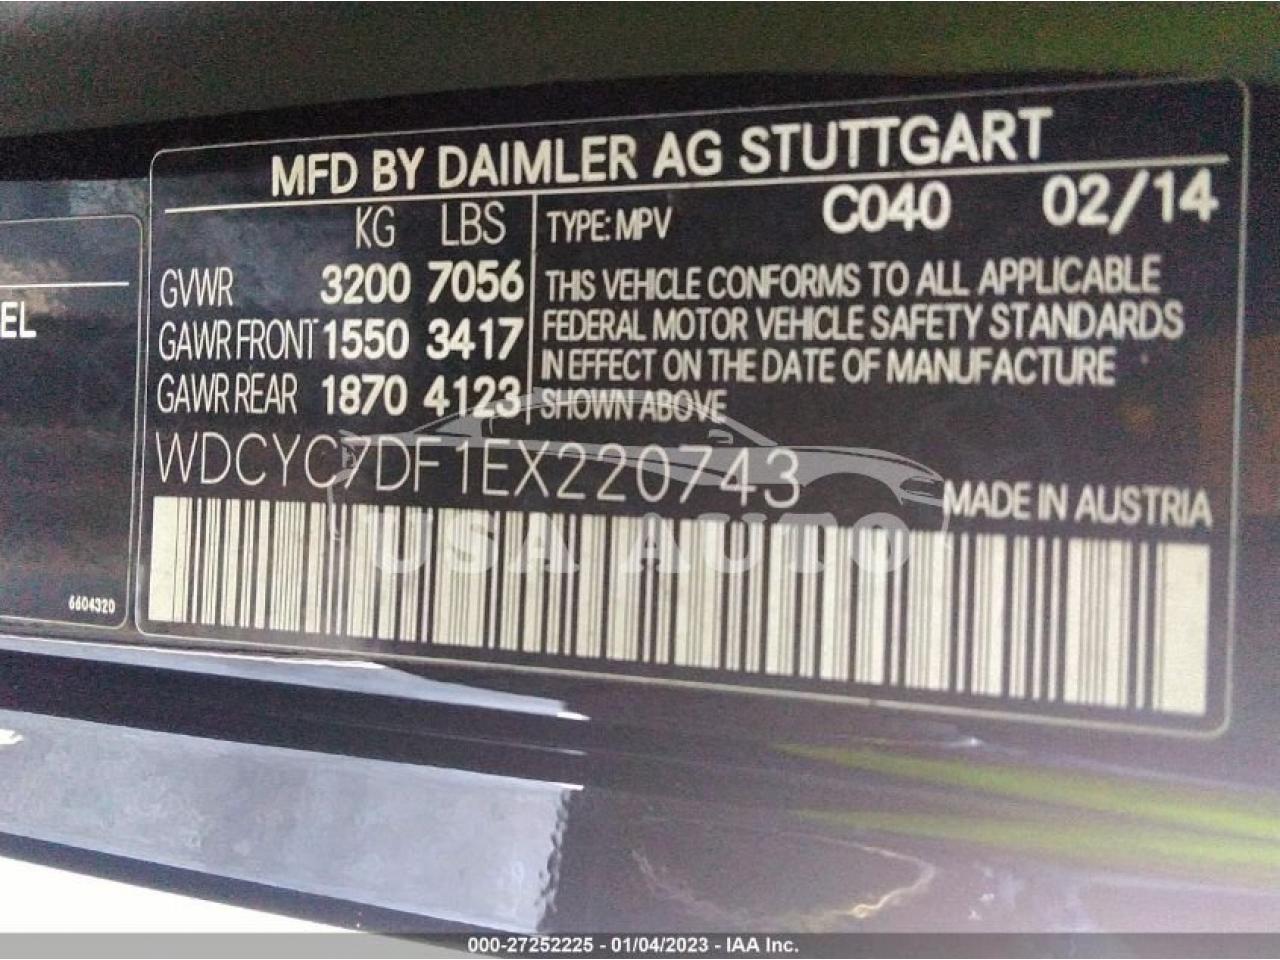 MFD BY DAIMLER AG STUTTGART
KG LBS
GVWR 3200 7056
GAWR FRONT 1550 3417
GAWR REAR 1870 4123
TYPE: MPV C040 02/14
THIS VEHICLE CONFORMS TO ALL APPLICABLE
FEDERAL MOTOR VEHICLE SAFETY STANDARDS
IN EFFECT ON THE DATE OF MANUFACTURE
SHOWN ABOVE
WDCYC7DF1EX220743
MADE IN AUSTRIA
USA AUTO
EL
6604320
000-27252225 - 01/04/2023 - IAA Inc.